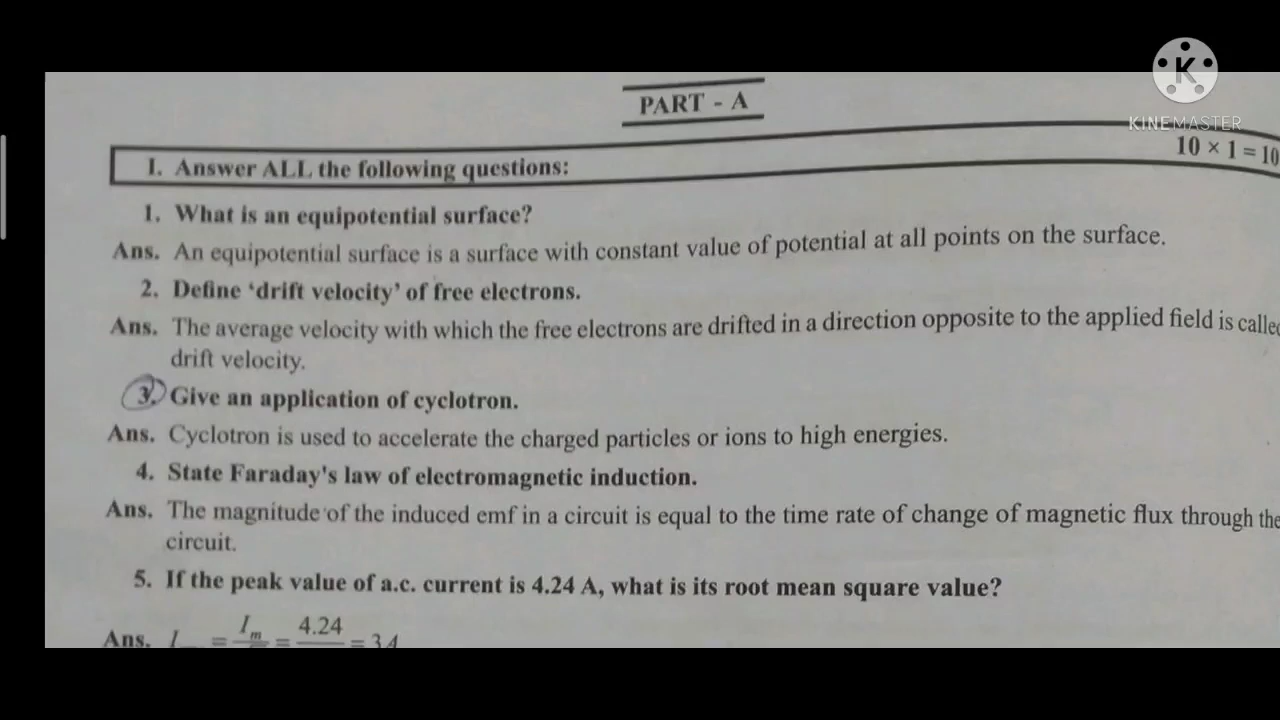 KINEMASTER
PART - A
10 × 1 = 10
I. Answer ALL the following questions:
1. What is an equipotential surface?
Ans. An equipotential surface is a surface with constant value of potential at all points on the surface.
2. Define ‘drift velocity’ of free electrons.
Ans. The average velocity with which the free electrons are drifted in a direction opposite to the applied field is called
drift velocity.
3. Give an application of cyclotron.
Ans. Cyclotron is used to accelerate the charged particles or ions to high energies.
4. State Faraday's law of electromagnetic induction.
Ans. The magnitude of the induced emf in a circuit is equal to the time rate of change of magnetic flux through the
circuit.
5. If the peak value of a.c. current is 4.24 A, what is its root mean square value?
Ans. I = Im = 4.24 = 3A